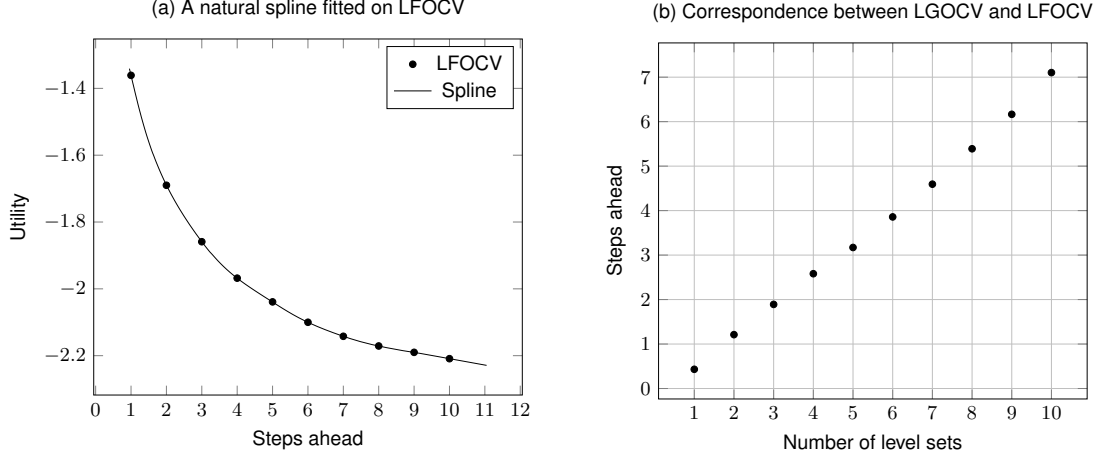 (a) A natural spline fitted on LFOCV
−1.4
−1.6
−1.8
−2
−2.2
Utility
LFOCV
Spline
0 1 2 3 4 5 6 7 8 9 10 11 12
Steps ahead
(b) Correspondence between LGOCV and LFOCV
7
6
5
4
3
2
1
0
Steps ahead
1 2 3 4 5 6 7 8 9 10
Number of level sets